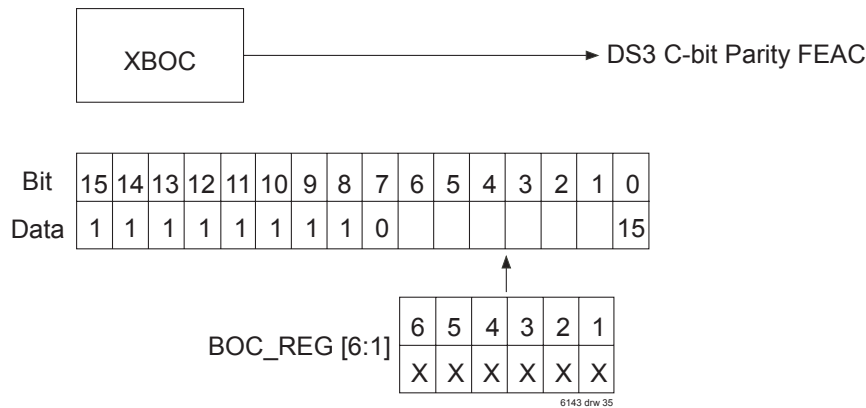 XBOC
DS3 C-bit Parity FEAC
Bit 15 14 13 12 11 10 9 8 7 6 5 4 3 2 1 0
Data 1 1 1 1 1 1 1 1 0 15
6 5 4 3 2 1
BOC_REG [6:1]
X X X X X X
6143 drw 35